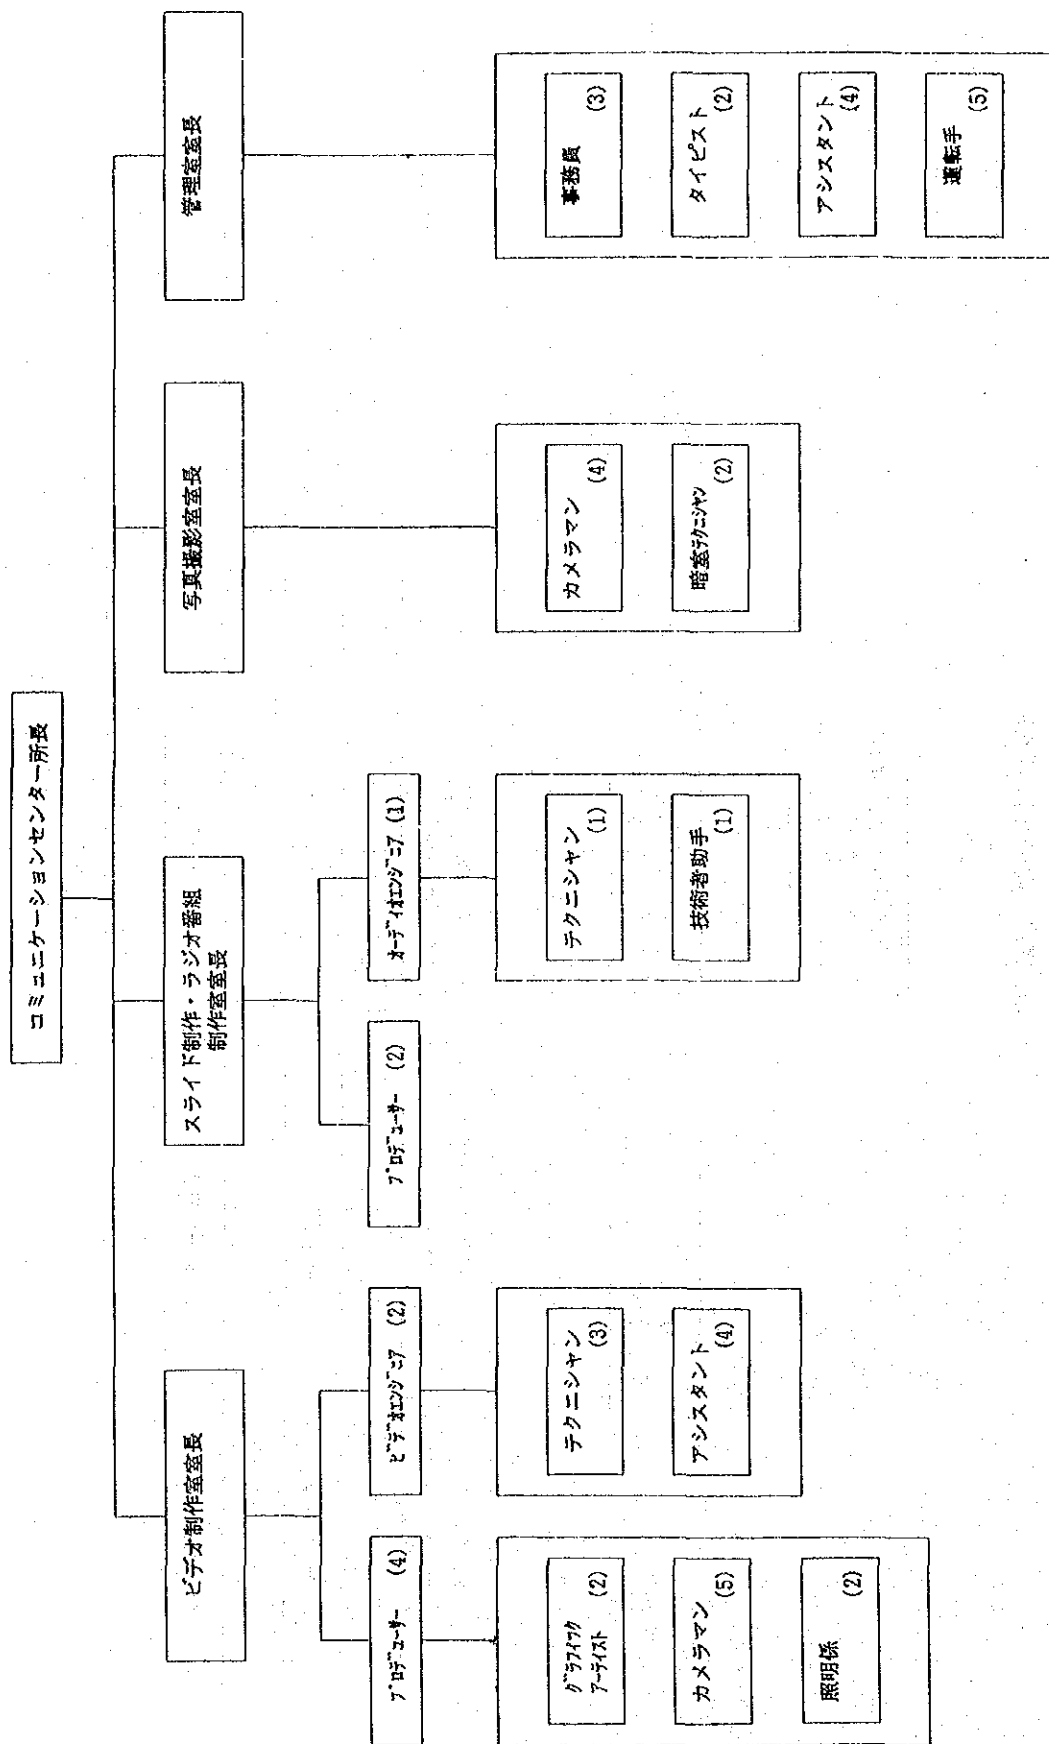 コミュニケーションセンター所長
ビデオ制作室室長
スライド制作・ラジオ番組
制作室室長
写真撮影室室長
管理室室長
プロデューサー (4)
ビデオエンジニア (2)
プロデューサー (2)
オーディオエンジニア (1)
グラフィック
アーティスト (2)
カメラマン
(5)
照明係
(2)
テクニシャン
(3)
アシスタント
(4)
テクニシャン
(1)
技術者助手
(1)
カメラマン
(4)
暗室テクニシャン
(2)
事務員
(3)
タイピスト
(2)
アシスタント
(4)
運転手
(5)